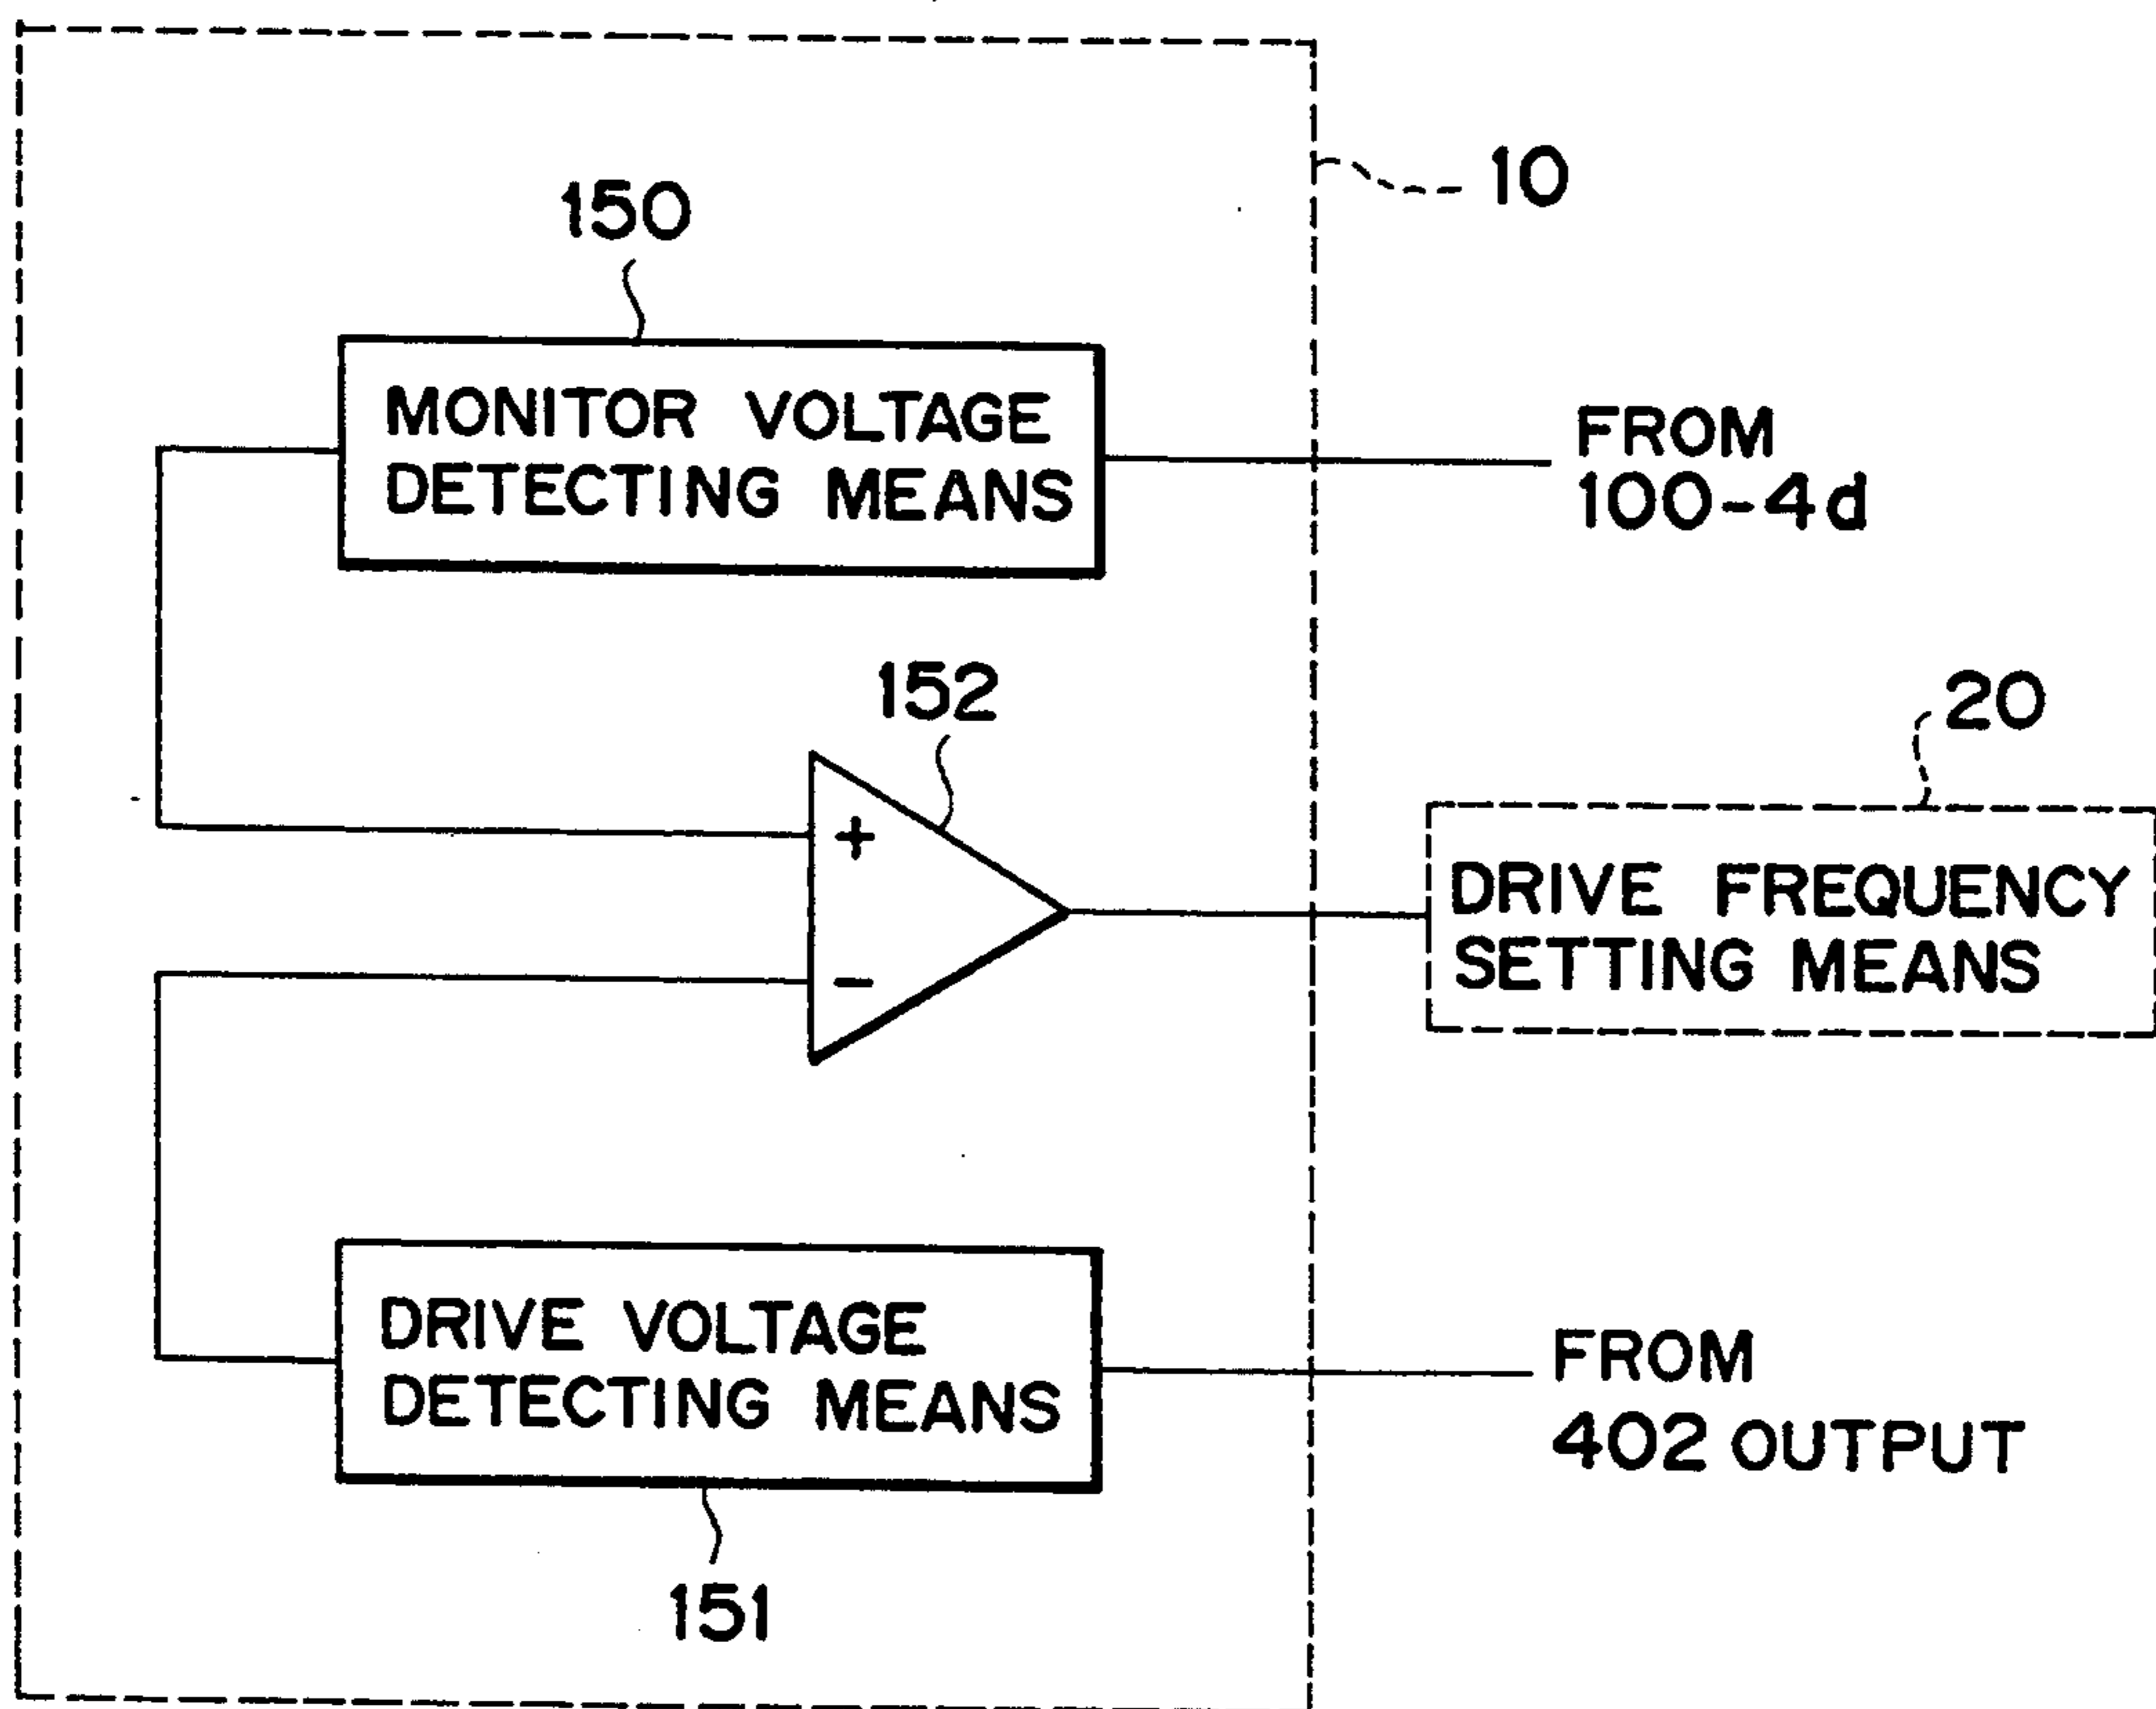 10
150
MONITOR VOLTAGE
DETECTING MEANS
FROM
100-4d
152
+
−
20
DRIVE FREQUENCY
SETTING MEANS
DRIVE VOLTAGE
DETECTING MEANS
FROM
402 OUTPUT
151